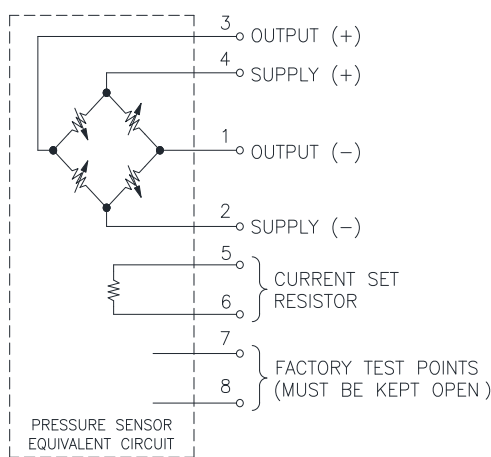 3
OUTPUT (+)
4
SUPPLY (+)
1
OUTPUT (−)
2
SUPPLY (−)
5
6
CURRENT SET
RESISTOR
7
8
FACTORY TEST POINTS
(MUST BE KEPT OPEN)
PRESSURE SENSOR
EQUIVALENT CIRCUIT